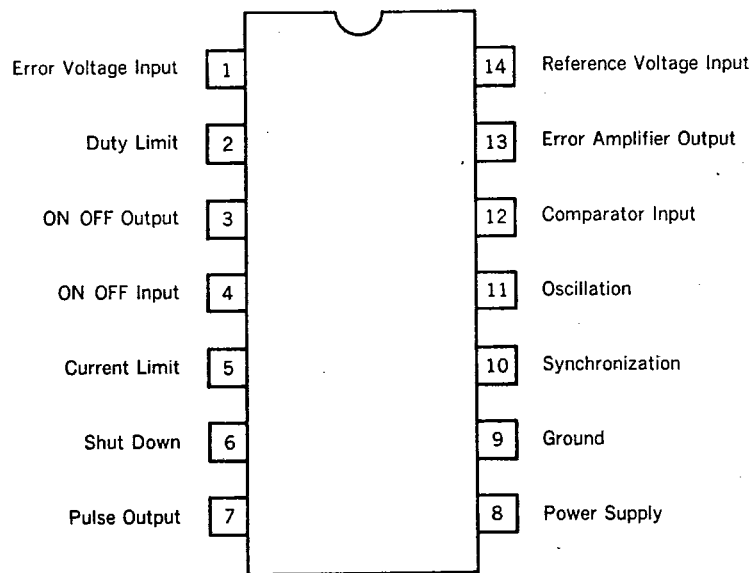 Error Voltage Input 1
14 Reference Voltage Input
Duty Limit 2
13 Error Amplifier Output
ON OFF Output 3
12 Comparator Input
ON OFF Input 4
11 Oscillation
Current Limit 5
10 Synchronization
Shut Down 6
9 Ground
Pulse Output 7
8 Power Supply